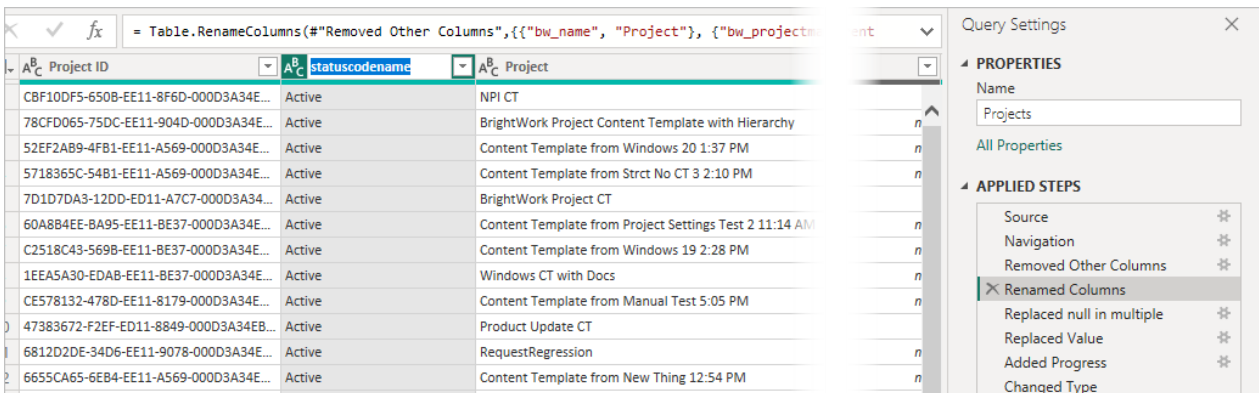 = Table.RenameColumns(#"Removed Other Columns",{{"bw_name", "Project"}, {"bw_project
Query Settings
Project ID statuscodename Project
PROPERTIES
Name
Projects
All Properties
APPLIED STEPS
Source
Navigation
Removed Other Columns
Renamed Columns
Replaced null in multiple
Replaced Value
Added Progress
Changed Type
CBF10DF5-650B-EE11-8F6D-000D3A34E... Active NPI CT
78CFD065-75DC-EE11-904D-000D3A34E... Active BrightWork Project Content Template with Hierarchy
52EF2AB9-4FB1-EE11-A569-000D3A34E... Active Content Template from Windows 20 1:37 PM
5718365C-54B1-EE11-A569-000D3A34E... Active Content Template from Strct No CT 3 2:10 PM
7D1D7DA3-12DD-ED11-A7C7-000D3A34... Active BrightWork Project CT
60A8B4EE-BA95-EE11-BE37-000D3A34E... Active Content Template from Project Settings Test 2 11:14 AM
C2518C43-569B-EE11-BE37-000D3A34E... Active Content Template from Windows 19 2:28 PM
1EEA5A30-EDAB-EE11-BE37-000D3A34E... Active Windows CT with Docs
CE578132-478D-EE11-8179-000D3A34E... Active Content Template from Manual Test 5:05 PM
47383672-F2EF-ED11-8849-000D3A34EB... Active Product Update CT
6812D2DE-34D6-EE11-9078-000D3A34E... Active RequestRegression
6655CA65-6EB4-EE11-A569-000D3A34E... Active Content Template from New Thing 12:54 PM